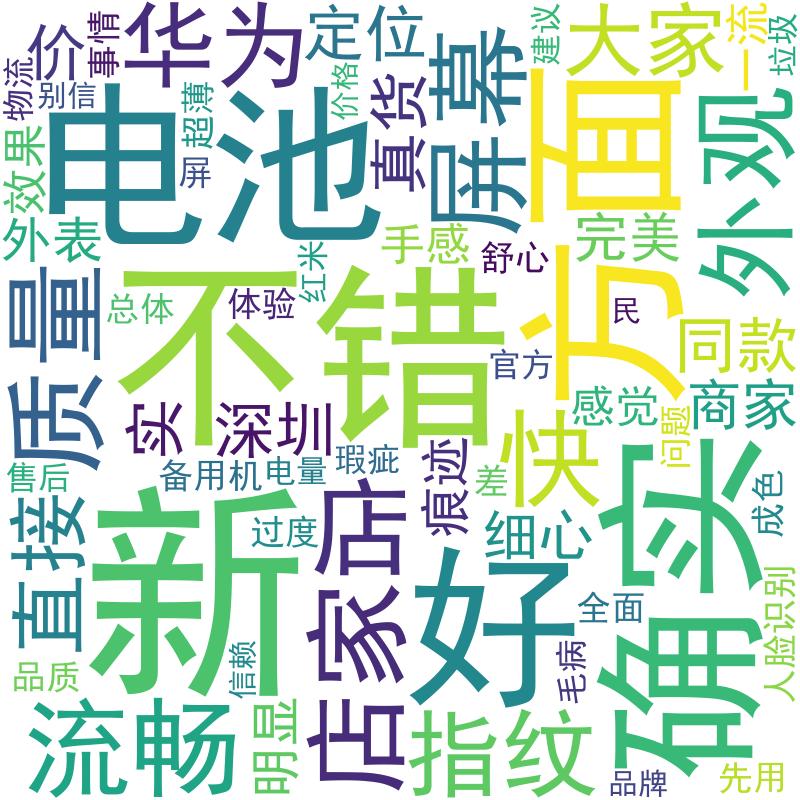 物流
价
事情
华为
定位
建议
大家
一流
垃圾
别信
超薄
价格
真货
屏幕
方面
外观
效果
电池
屏
外表
手感
舒心
完美
质量
总体
体验
红米
不错
官方
民
同款
实
深圳
快
感觉
问题
商家
售后
备用机
电量
瑕疵
痕迹
差
确实
成色
直接
新
过度
店家
店
细心
好
全面
人脸识别
品质
信赖
毛病
流畅
明显
指纹
品牌
先用